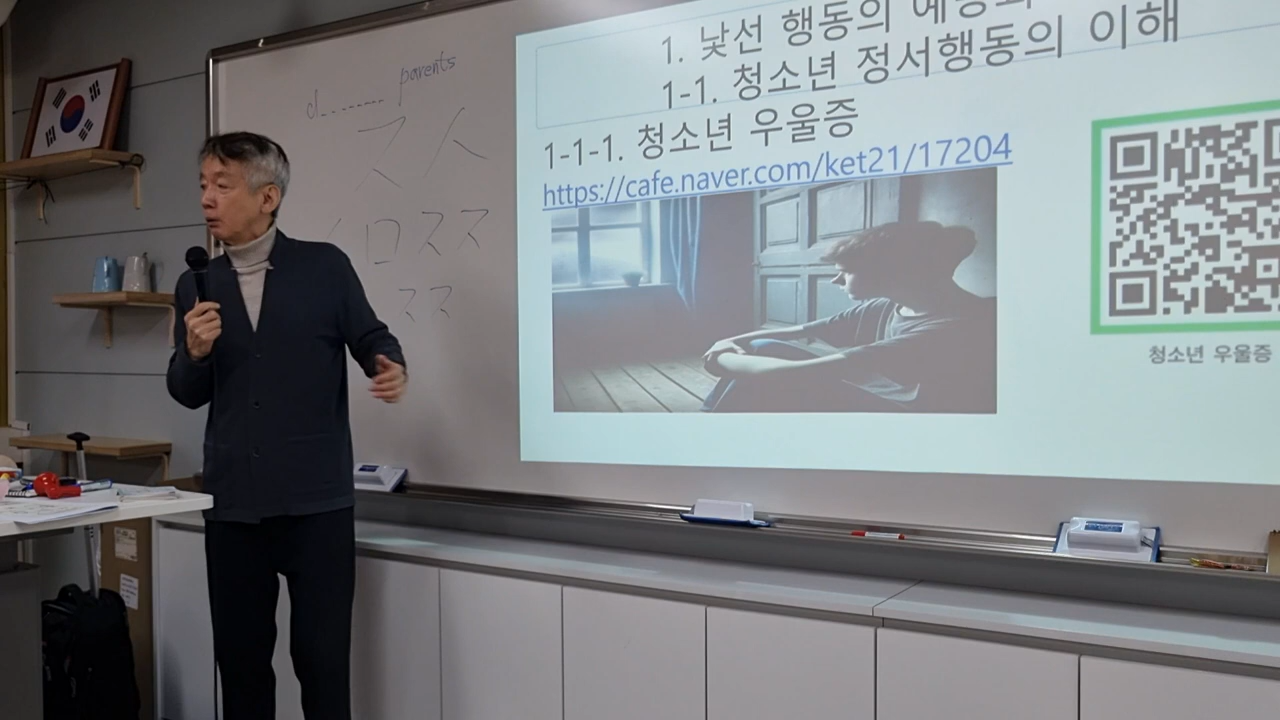 parents
ㅈ ㅅ
ㅁ ㅈ ㅈ
ㅈ ㅈ
1. 낯선 행동의
1-1. 청소년 정서행동의 이해
1-1-1. 청소년 우울증
https://cafe.naver.com/ket21/17204
청소년 우울증